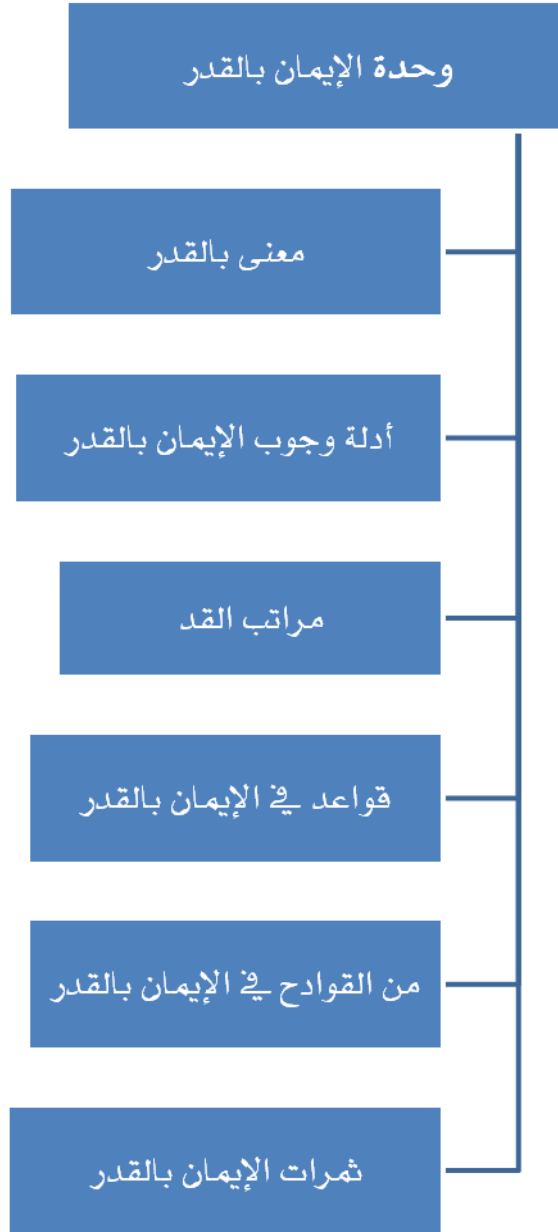 وحدة الإيمان بالقدر
معنى بالقدر
أدلة وجوب الإيمان بالقدر
مراتب القد
قواعد في الإيمان بالقدر
من القوادح في الإيمان بالقدر
ثمرات الإيمان بالقدر